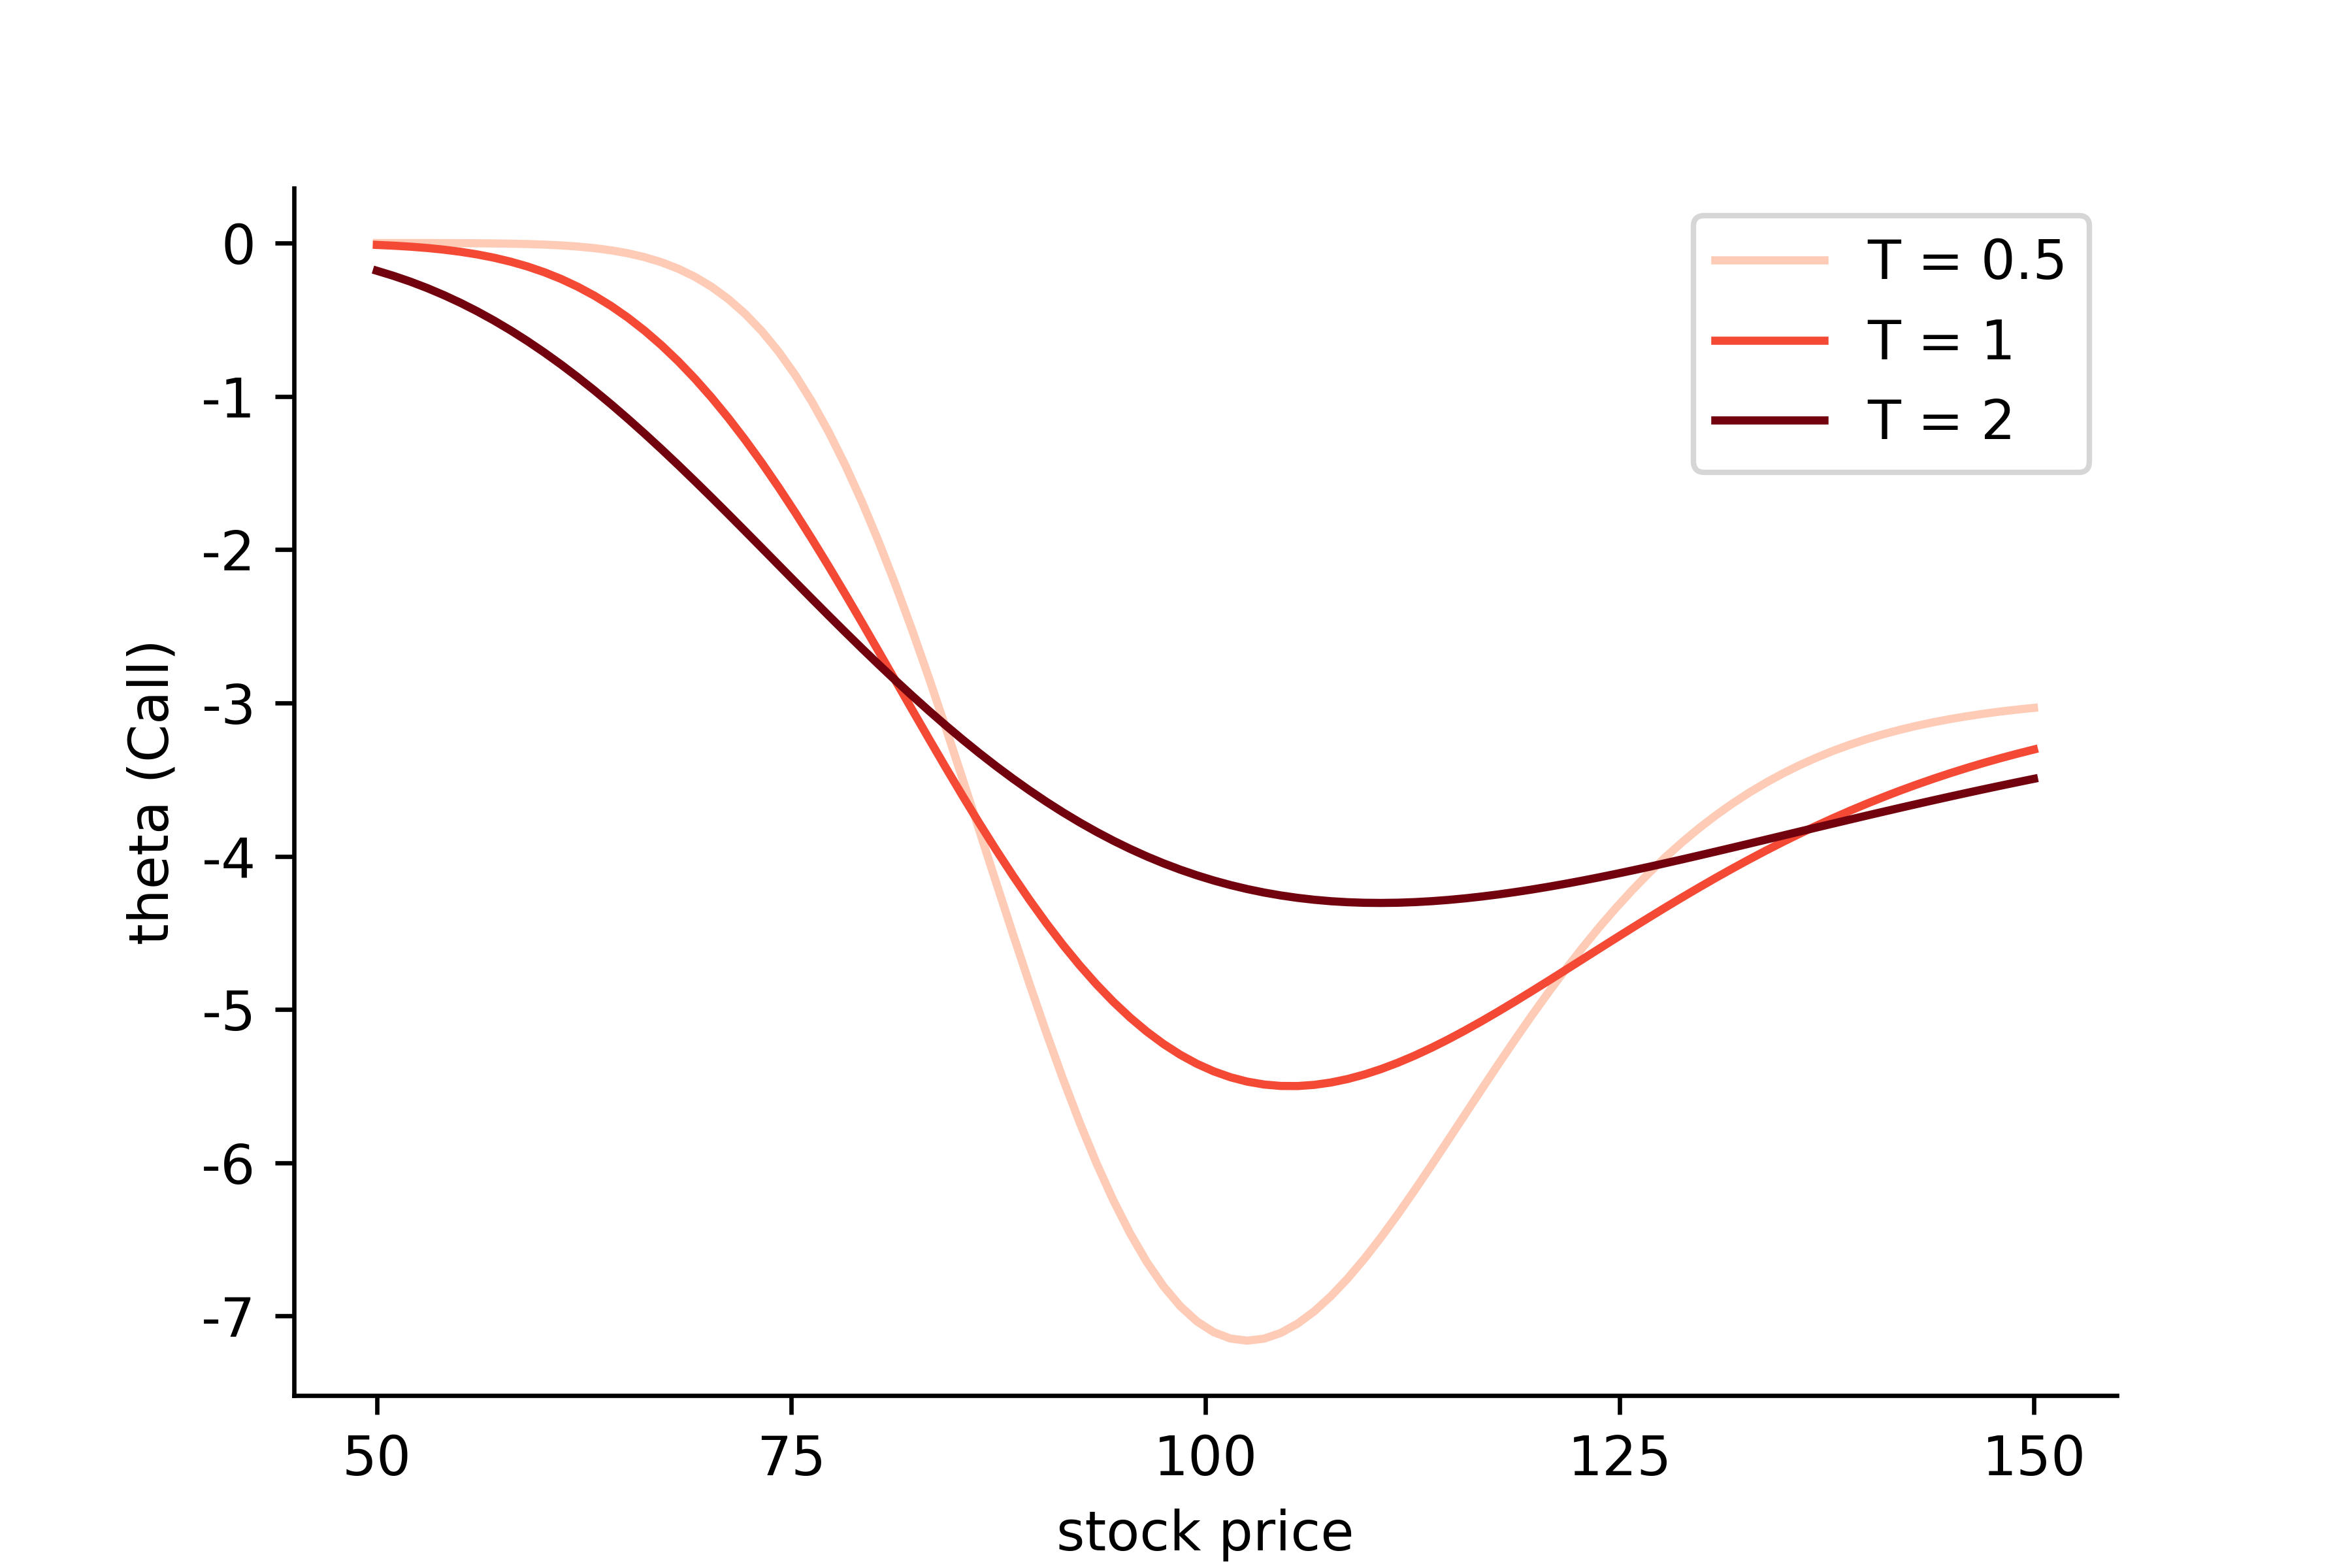 T = 0.5
T = 1
T = 2
theta (Call)
0
-1
-2
-3
-4
-5
-6
-7
50 75 100 125 150
stock price